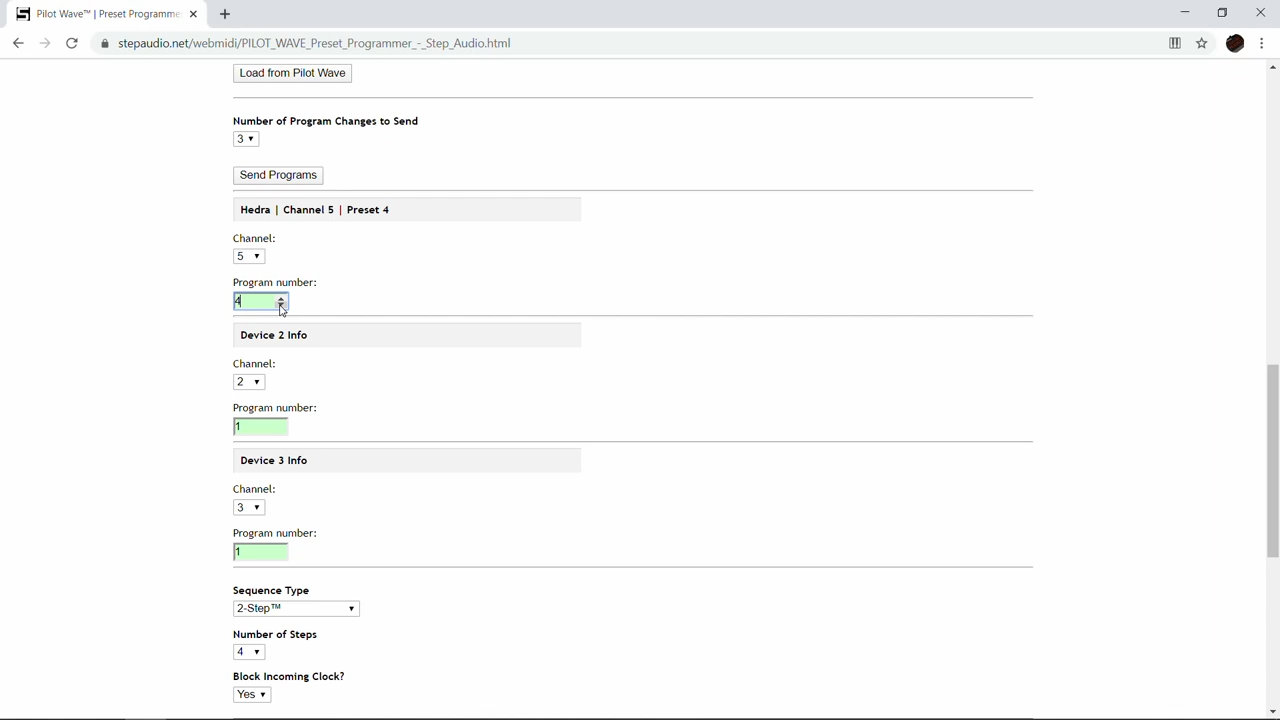 Pilot Wave™ | Preset Programme
stepaudio.net/webmidi/PILOT_WAVE_Preset_Programmer_-_Step_Audio.html
Load from Pilot Wave
Number of Program Changes to Send
3
Send Programs
Hedra | Channel 5 | Preset 4
Channel:
5
Program number:
4
Device 2 Info
Channel:
2
Program number:
1
Device 3 Info
Channel:
3
Program number:
1
Sequence Type
2-Step™
Number of Steps
4
Block Incoming Clock?
Yes